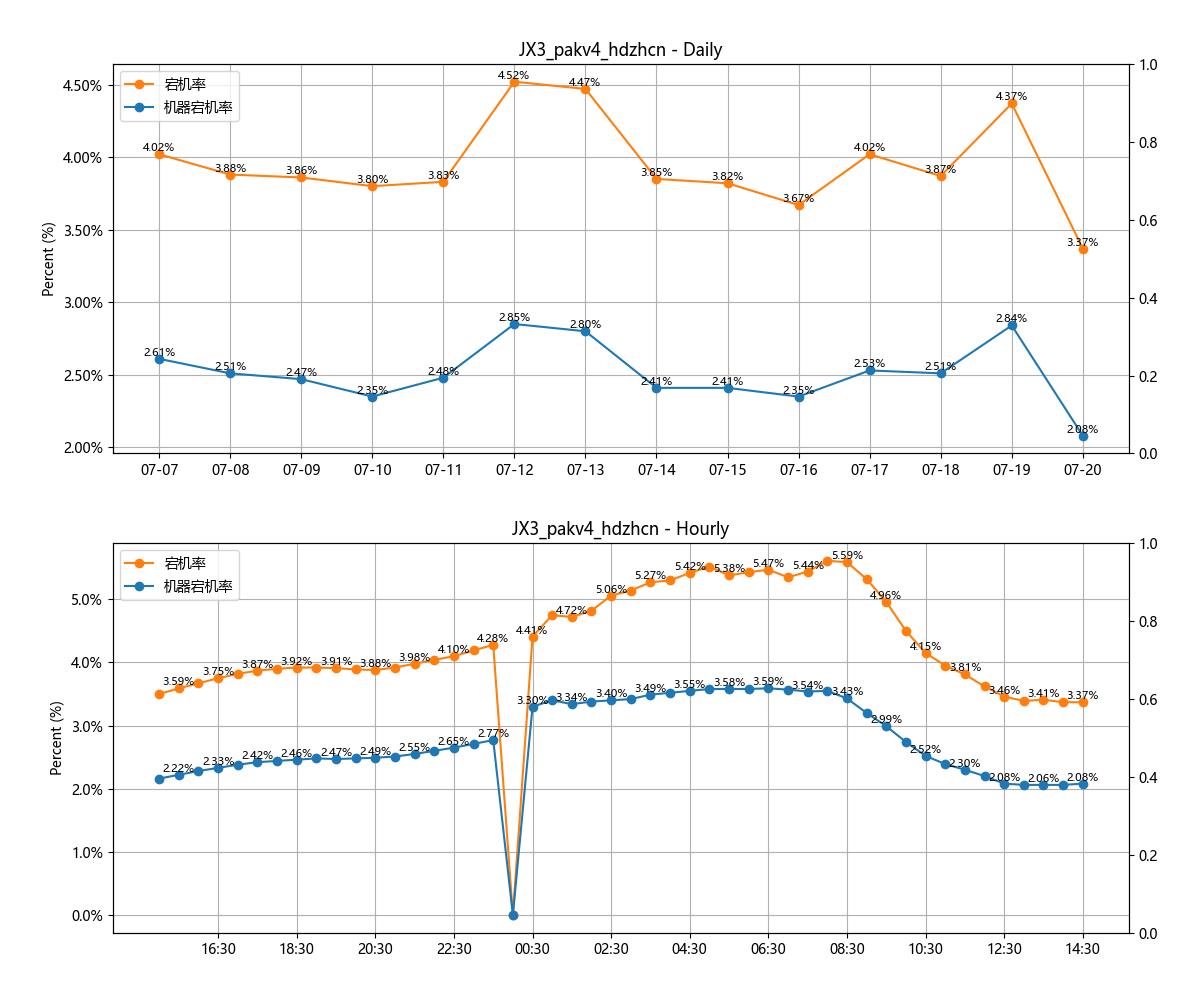 JX3_pakv4_hdzhcn - Daily
宕机率
机器宕机率
Percent (%)
4.50%
4.00%
3.50%
3.00%
2.50%
2.00%
1.0
0.8
0.6
0.4
0.2
0.0
4.02% 3.88% 3.86% 3.80% 3.83% 4.52% 4.47% 3.85% 3.82% 3.67% 4.02% 3.87% 4.37% 3.37%
2.61% 2.51% 2.47% 2.35% 2.48% 2.85% 2.80% 2.41% 2.41% 2.35% 2.53% 2.51% 2.84% 2.08%
07-07 07-08 07-09 07-10 07-11 07-12 07-13 07-14 07-15 07-16 07-17 07-18 07-19 07-20
JX3_pakv4_hdzhcn - Hourly
宕机率
机器宕机率
Percent (%)
5.0%
4.0%
3.0%
2.0%
1.0%
0.0%
1.0
0.8
0.6
0.4
0.2
0.0
3.59% 3.75% 3.87% 3.92% 3.91% 3.88% 3.98% 4.10% 4.28% 4.41% 4.72% 5.06% 5.27% 5.42% 5.38% 5.47% 5.44% 5.59% 4.96% 4.15% 3.81% 3.46% 3.41% 3.37%
2.22% 2.33% 2.42% 2.46% 2.47% 2.49% 2.55% 2.65% 2.77% 3.30% 3.34% 3.40% 3.49% 3.55% 3.58% 3.59% 3.54% 3.43% 2.99% 2.52% 2.30% 2.08% 2.06% 2.08%
16:30 18:30 20:30 22:30 00:30 02:30 04:30 06:30 08:30 10:30 12:30 14:30